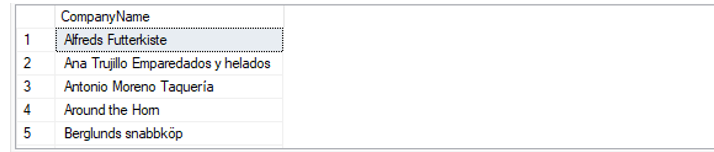 CompanyName
1 Alfreds Futterkiste
2 Ana Trujillo Emparedados y helados
3 Antonio Moreno Taquería
4 Around the Horn
5 Berglunds snabbköp